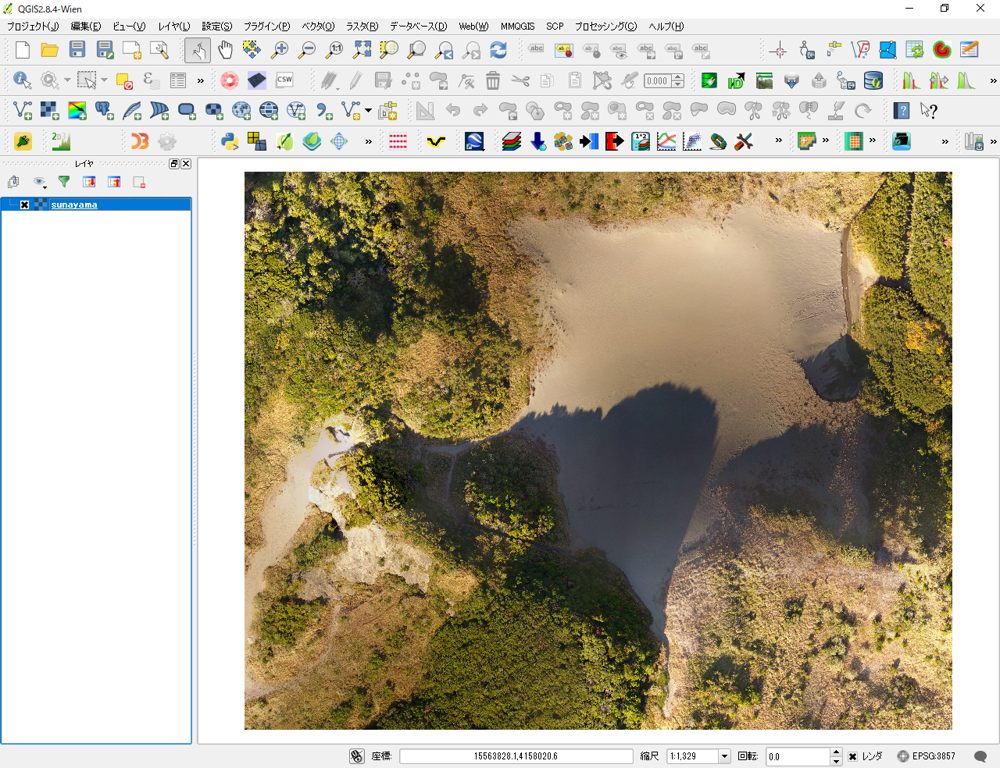 QGIS2.8.4-Wien
プロジェクト(J) 編集(E) ビュー(V) レイヤ(L) 設定(S) プラグイン(P) ベクタ(O) ラスタ(R) データベース(D) Web(W) MMQGIS SCP プロセッシング(C) ヘルプ(H)
1:1 abc ab abc abc abc abc abc
CSW 0.000 HD
?
2D3 »
レイヤ
sunayama
座標: 15563828.1,4158020.6 縮尺 1:1,329 回転: 0.0 レンダ EPSG:3857